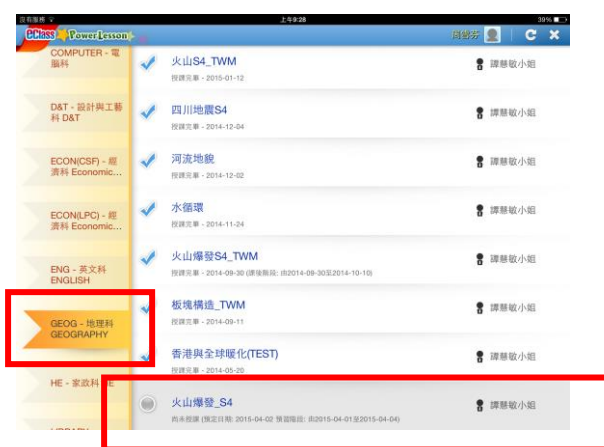 沒有服務
上午9:28
39%
eClass PowerLesson
COMPUTER - 電
腦科
D&T - 設計與工藝
科 D&T
ECON(CSF) - 經
濟科 Economic...
ECON(LPC) - 經
濟科 Economic...
ENG - 英文科
ENGLISH
GEOG - 地理科
GEOGRAPHY
HE - 家政科 HE
火山S4_TWM
授課完畢 - 2015-01-12
譚慧敏小姐
四川地震S4
授課完畢 - 2014-12-04
譚慧敏小姐
河流地貌
授課完畢 - 2014-12-02
譚慧敏小姐
水循環
授課完畢 - 2014-11-24
譚慧敏小姐
火山爆發S4_TWM
授課完畢 - 2014-09-30 (課後階段: 由2014-09-30至2014-10-10)
譚慧敏小姐
板塊構造_TWM
授課完畢 - 2014-09-11
譚慧敏小姐
香港與全球暖化(TEST)
授課完畢 - 2014-05-20
譚慧敏小姐
火山爆發_S4
尚未授課 (預定日期: 2015-04-02 預習階段: 由2015-04-01至2015-04-04)
譚慧敏小姐